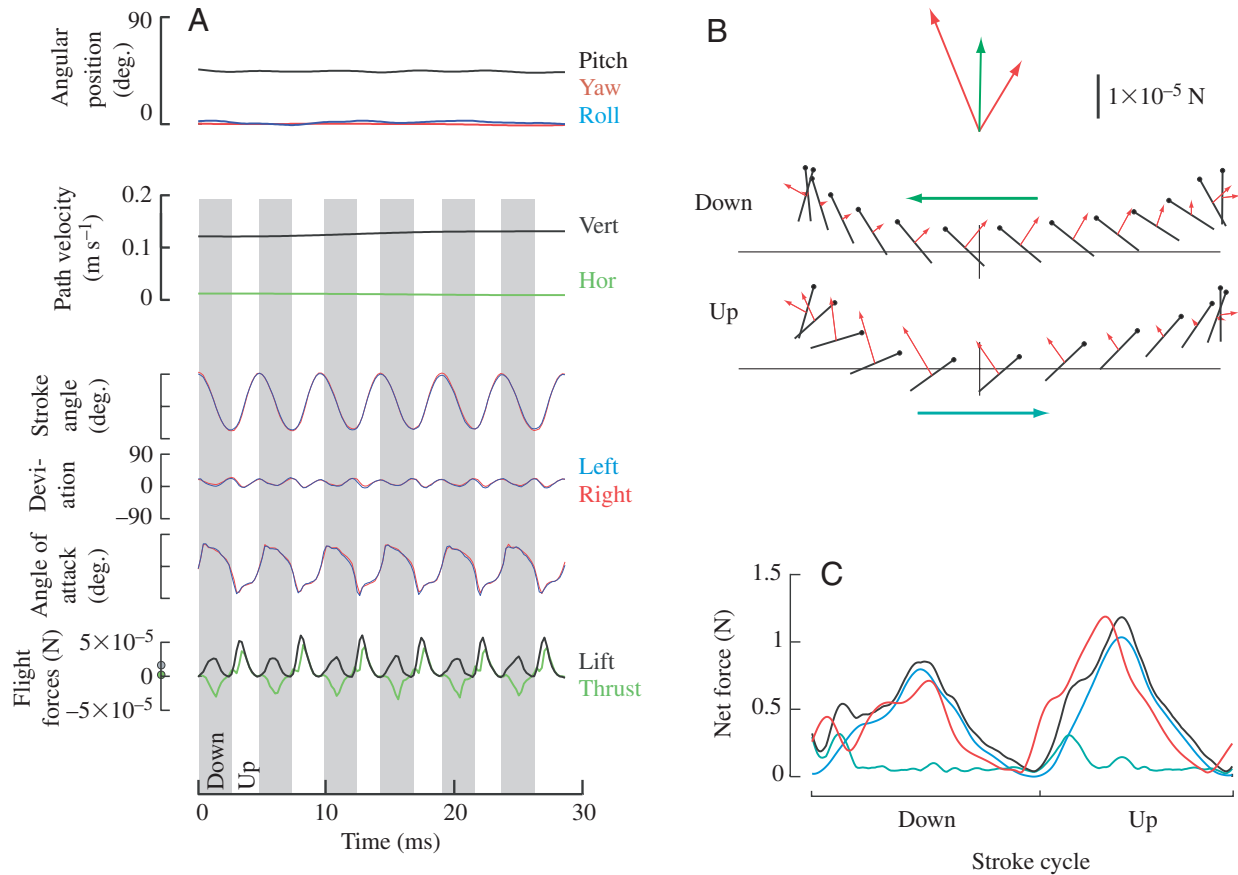 A
90
0
Angular
position
(deg.)
Pitch
Yaw
Roll
0.2
0.1
0
Path velocity
(m s⁻¹)
Vert
Hor
Stroke
angle
(deg.)
90
0
–90
Devi-
ation
Left
Right
Angle of
attack
(deg.)
5×10⁻⁵
0
–5×10⁻⁵
Flight
forces (N)
Lift
Thrust
Down
Up
0 10 20 30
Time (ms)
B
1×10⁻⁵ N
Down
Up
C
1.5
1
0.5
0
Net force (N)
Down Up
Stroke cycle